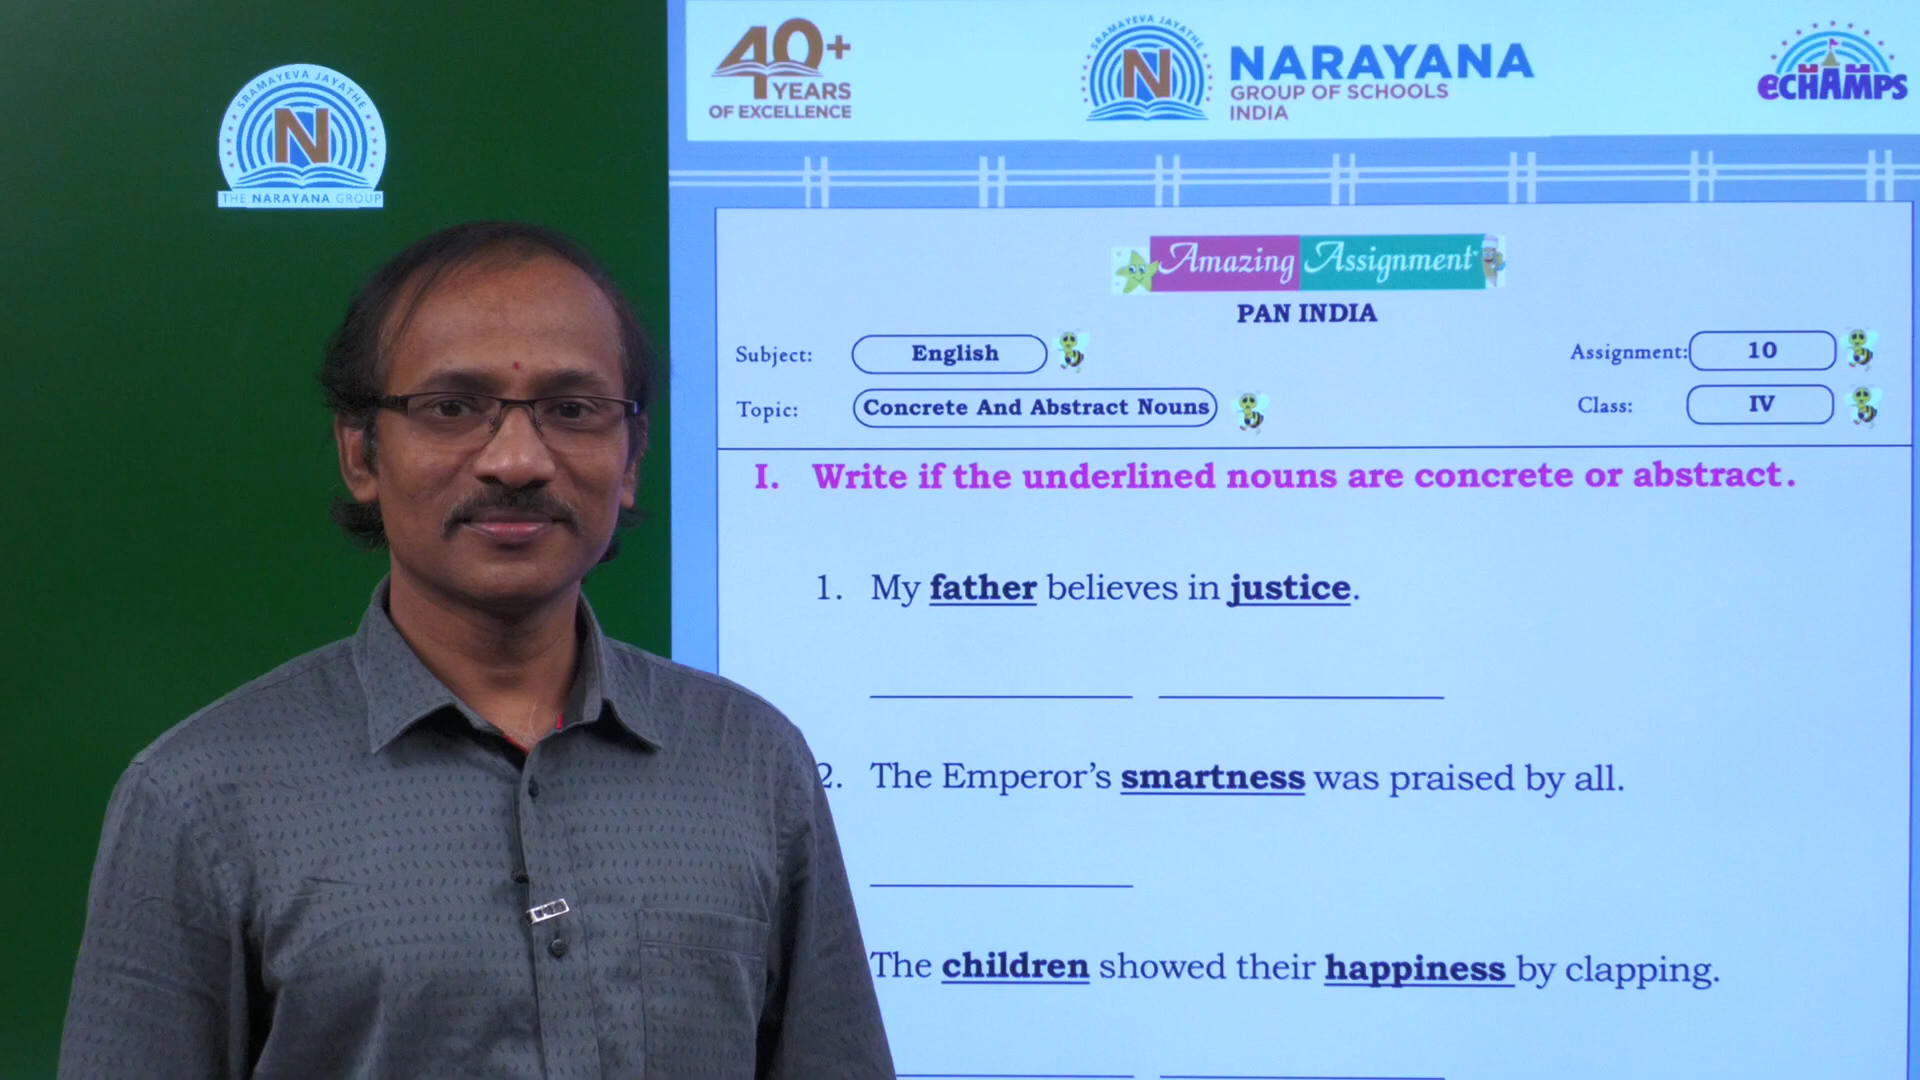 SRAMAYEVA JAYATHE
N
THE NARAYANA GROUP
40+
YEARS
OF EXCELLENCE
SRAMAYEVA JAYATHE
N
NARAYANA
GROUP OF SCHOOLS
INDIA
eCHAMPS
Amazing Assignment
PAN INDIA
Subject: English Assignment: 10
Topic: Concrete And Abstract Nouns Class: IV
I. Write if the underlined nouns are concrete or abstract.
1. My father believes in justice.
2. The Emperor's smartness was praised by all.
The children showed their happiness by clapping.